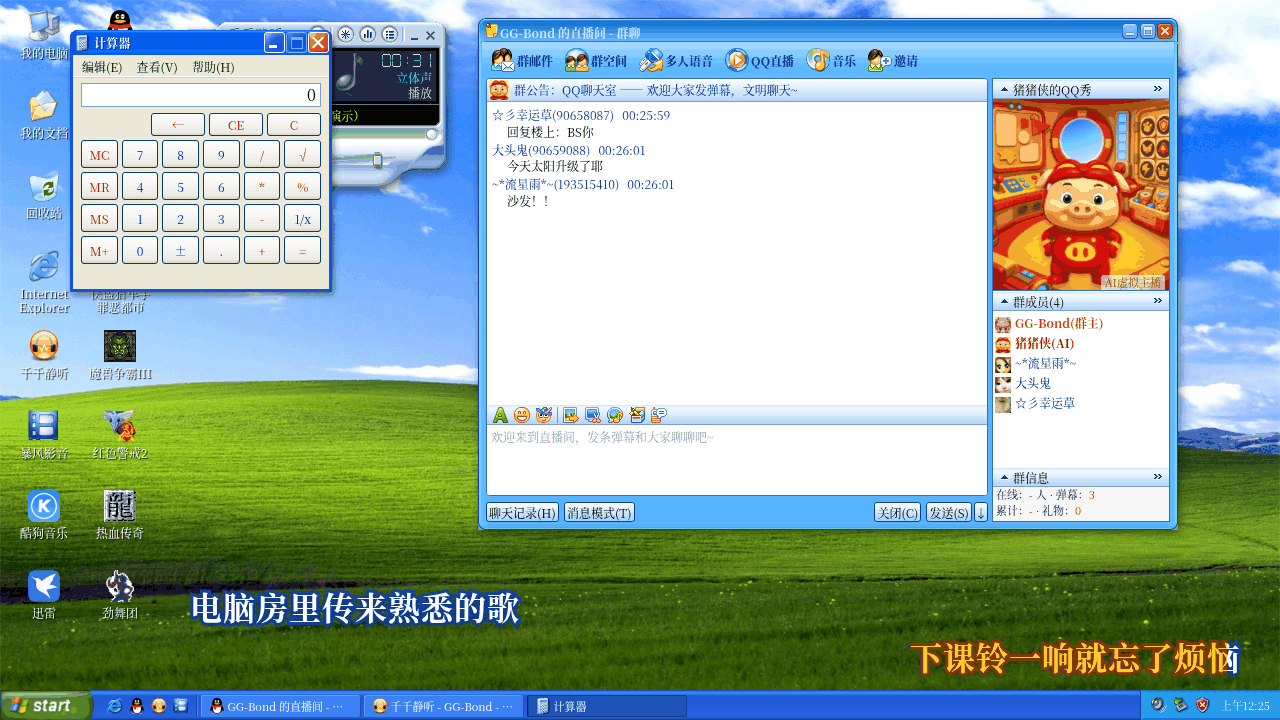 我的电脑
我的文档
回收站
Internet Explorer
罪恶都市
千千静听
魔兽争霸III
暴风影音
红色警戒2
酷狗音乐
热血传奇
迅雷
劲舞团
计算器
编辑(E) 查看(V) 帮助(H)
0
← CE C
MC 7 8 9 / √
MR 4 5 6 * %
MS 1 2 3 - 1/x
M+ 0 ± . + =
00:31
立体声
播放
演示)
GG-Bond 的直播间 - 群聊
群邮件 群空间 多人语音 QQ直播 音乐 邀请
群公告: QQ聊天室 —— 欢迎大家发弹幕，文明聊天~
☆彡幸运草(90658087) 00:25:59
回复楼上: BS你
大头鬼(90659088) 00:26:01
今天太阳升级了耶
~*流星雨*~(193515410) 00:26:01
沙发！！
欢迎来到直播间，发条弹幕和大家聊聊吧~
聊天记录(H) 消息模式(T) 关闭(C) 发送(S) ↓
猪猪侠的QQ秀
AI虚拟主播
群成员(4)
GG-Bond(群主)
猪猪侠(AI)
~*流星雨*~
大头鬼
☆彡幸运草
群信息
在线: - 人 · 弹幕: 3
累计: - · 礼物: 0
电脑房里传来熟悉的歌
下课铃一响就忘了烦恼
start
GG-Bond 的直播间 - ···
千千静听 - GG-Bond - ···
计算器
上午12:25